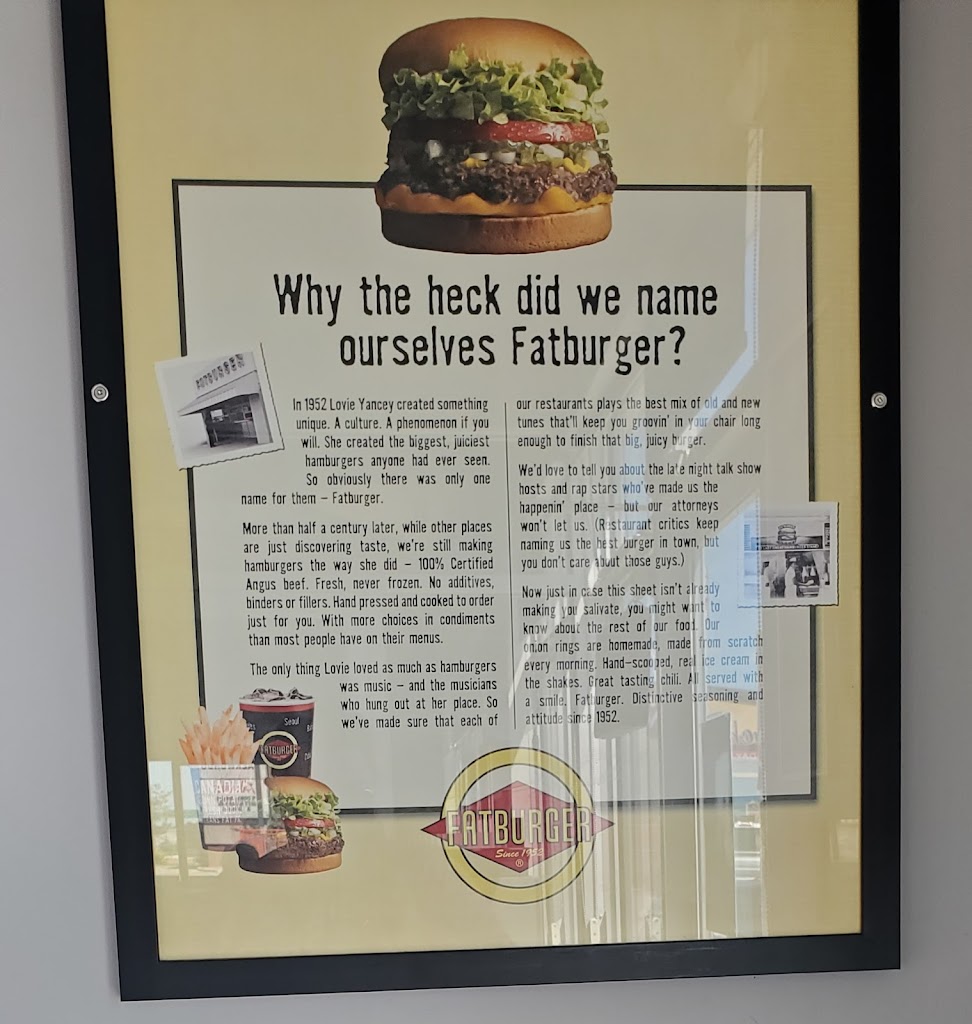 Why the heck did we name
ourselves Fatburger?
FATBURGER
In 1952 Lovie Yancey created something
unique. A culture. A phenomenon if you
will. She created the biggest, juiciest
hamburgers anyone had ever seen.
So obviously there was only one
name for them – Fatburger.
More than half a century later, while other places
are just discovering taste, we're still making
hamburgers the way she did – 100% Certified
Angus beef. Fresh, never frozen. No additives,
binders or fillers. Hand pressed and cooked to order
just for you. With more choices in condiments
than most people have on their menus.
The only thing Lovie loved as much as hamburgers
was music – and the musicians
who hung out at her place. So
we've made sure that each of
our restaurants plays the best mix of old and new
tunes that'll keep you groovin' in your chair long
enough to finish that big, juicy burger.
We'd love to tell you about the late night talk show
hosts and rap stars who've made us the
happenin' place – but our attorneys
won't let us. (Restaurant critics keep
naming us the best burger in town, but
you don't care about those guys.)
Now just in case this sheet isn't already
making you salivate, you might want to
know about the rest of our food. Our
onion rings are homemade, made from scratch
every morning. Hand-scooped, real ice cream in
the shakes. Great tasting chili. All served with
a smile. Fatburger. Distinctive seasoning and
attitude since 1952.
Seoul
FATBURGER
FATBURGER
Since 1952
®